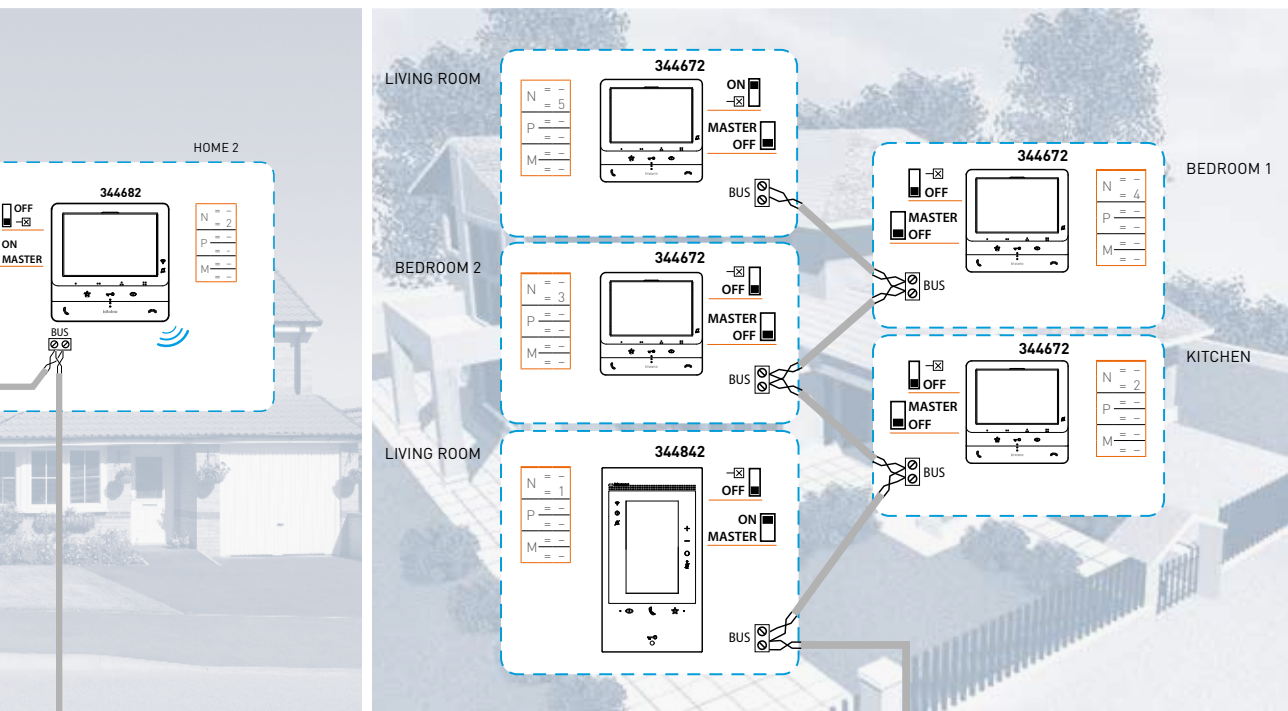 HOME 2
344682
OFF
ON
MASTER
N = –
= 2
P = –
= –
M = –
= –
BUS
LIVING ROOM
344672
N = –
= 5
P = –
= –
M = –
= –
ON
MASTER
OFF
BUS
BEDROOM 1
344672
OFF
MASTER
OFF
N = –
= 4
P = –
= –
M = –
= –
BUS
BEDROOM 2
344672
N = –
= 3
P = –
= –
M = –
= –
OFF
MASTER
OFF
BUS
KITCHEN
344672
OFF
MASTER
OFF
N = –
= 2
P = –
= –
M = –
= –
BUS
LIVING ROOM
344842
N = –
= 1
P = –
= –
M = –
= –
OFF
ON
MASTER
BUS